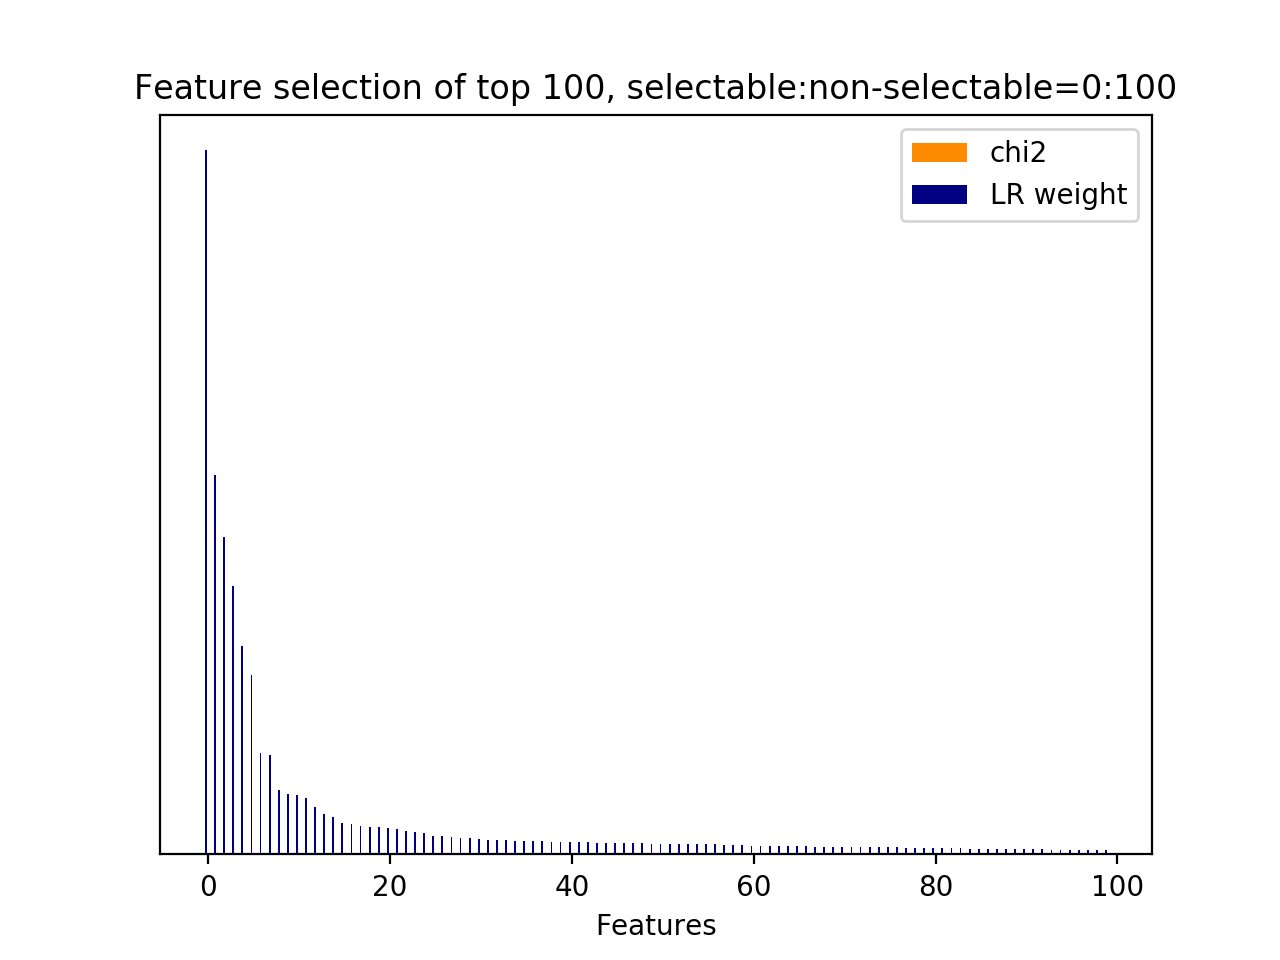 Feature selection of top 100, selectable:non-selectable=0:100
chi2
LR weight
0 20 40 60 80 100
Features